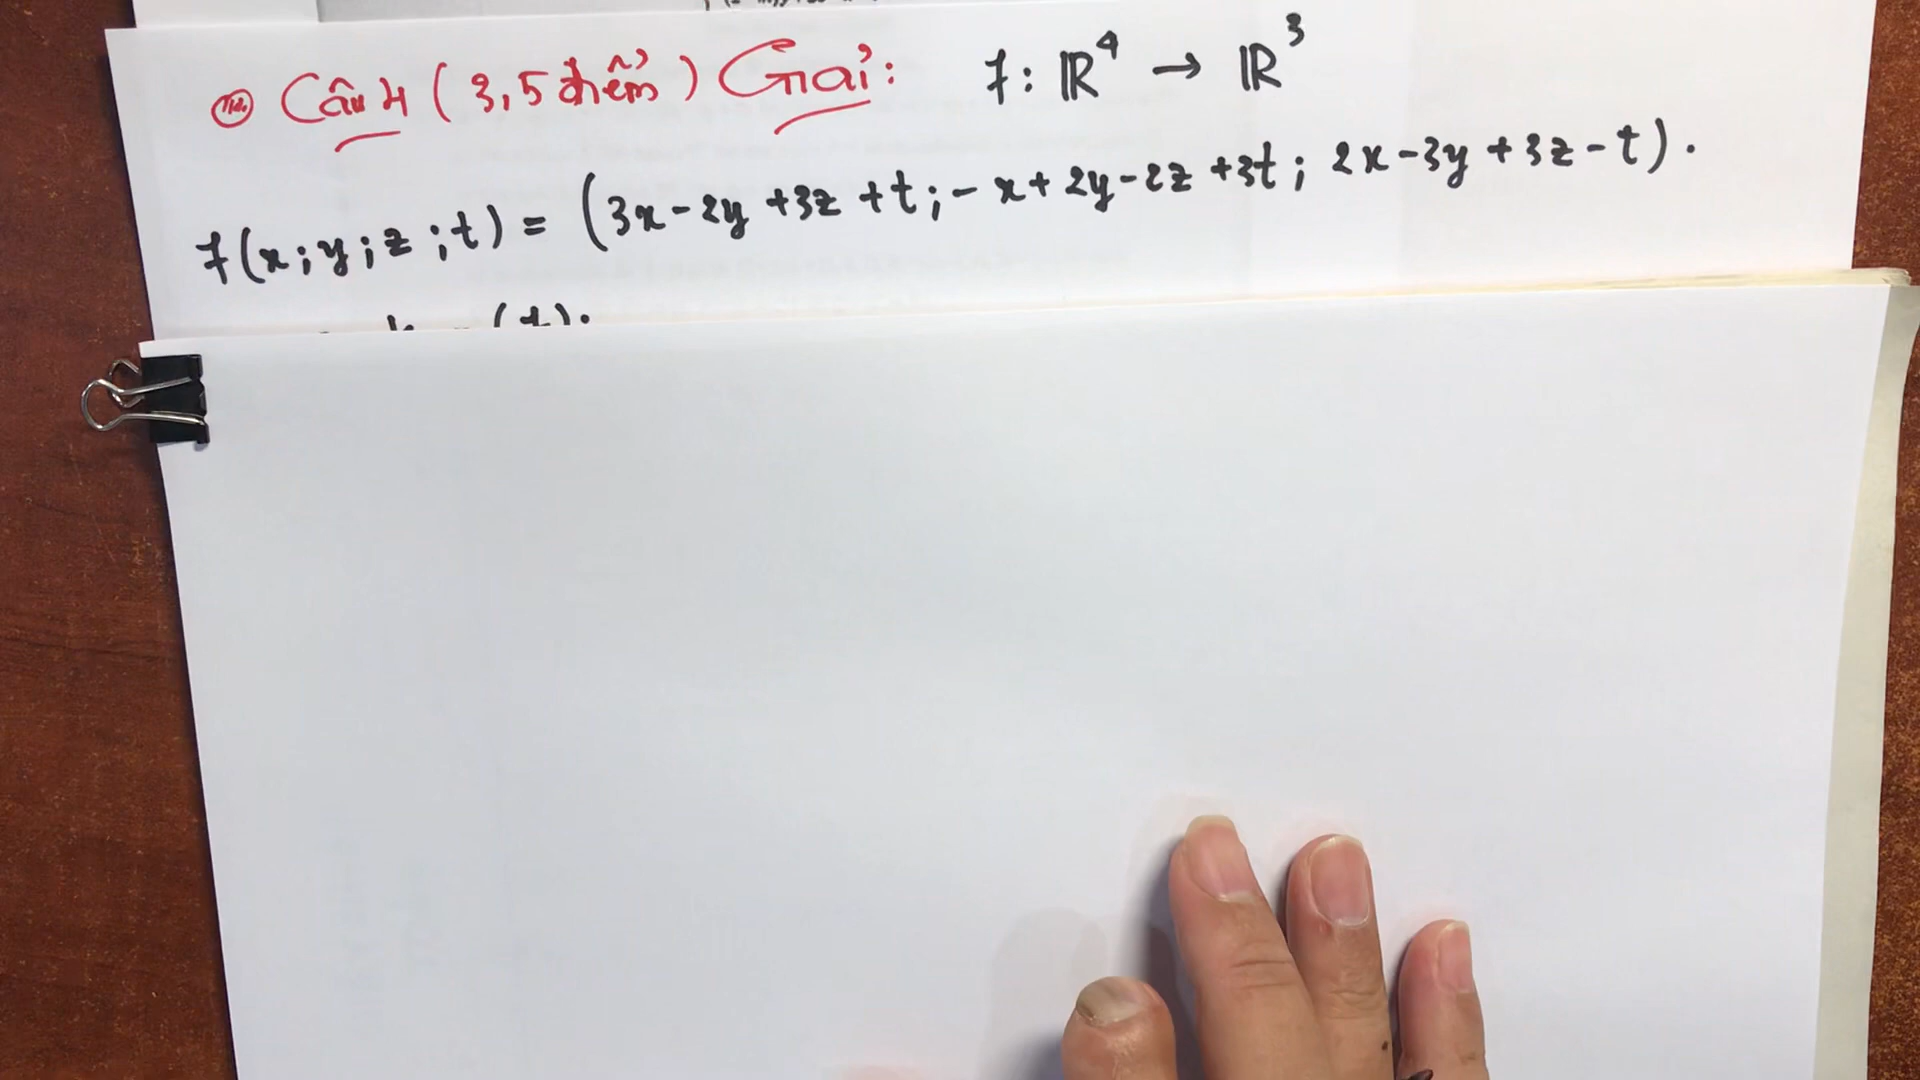 Câu 4 (3,5 điểm) Giải: f: ℝ⁴ → ℝ³
f(x;y;z;t) = (3x-2y+3z+t;-x+2y-2z+3t; 2x-3y+3z-t).
(f).